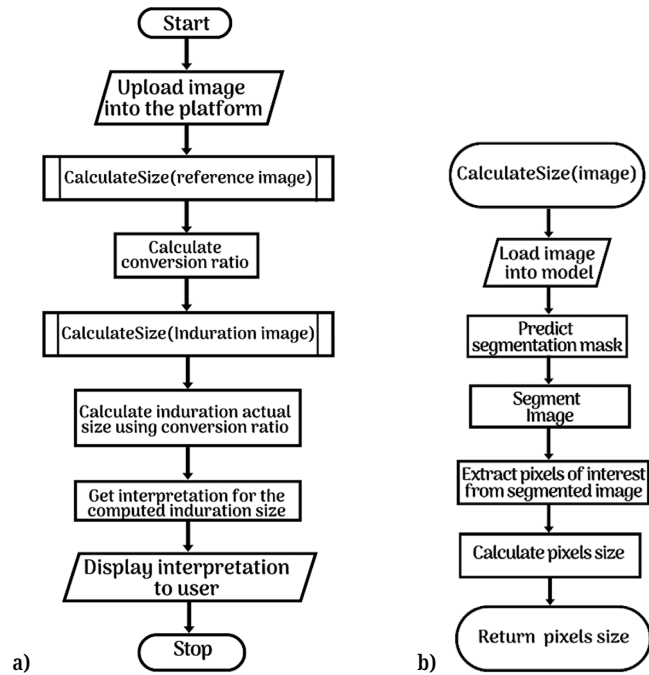 Start
Upload image
into the platform
CalculateSize(reference image)
Calculate
conversion ratio
CalculateSize(Induration image)
Calculate induration actual
size using conversion ratio
Get interpretation for the
computed induration size
Display interpretation
to user
Stop
a)
CalculateSize(image)
Load image
into model
Predict
segmentation mask
Segment
Image
Extract pixels of interest
from segmented image
Calculate pixels size
Return pixels size
b)